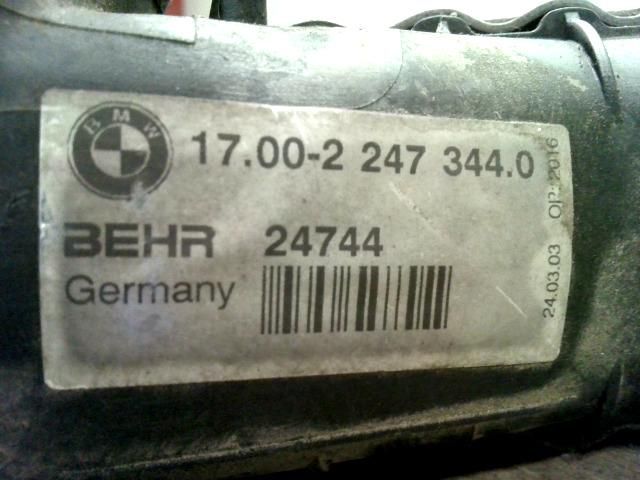 BMW
17.00-2 247 344.0
BEHR 24744
Germany
24.03.03 OP: 2016